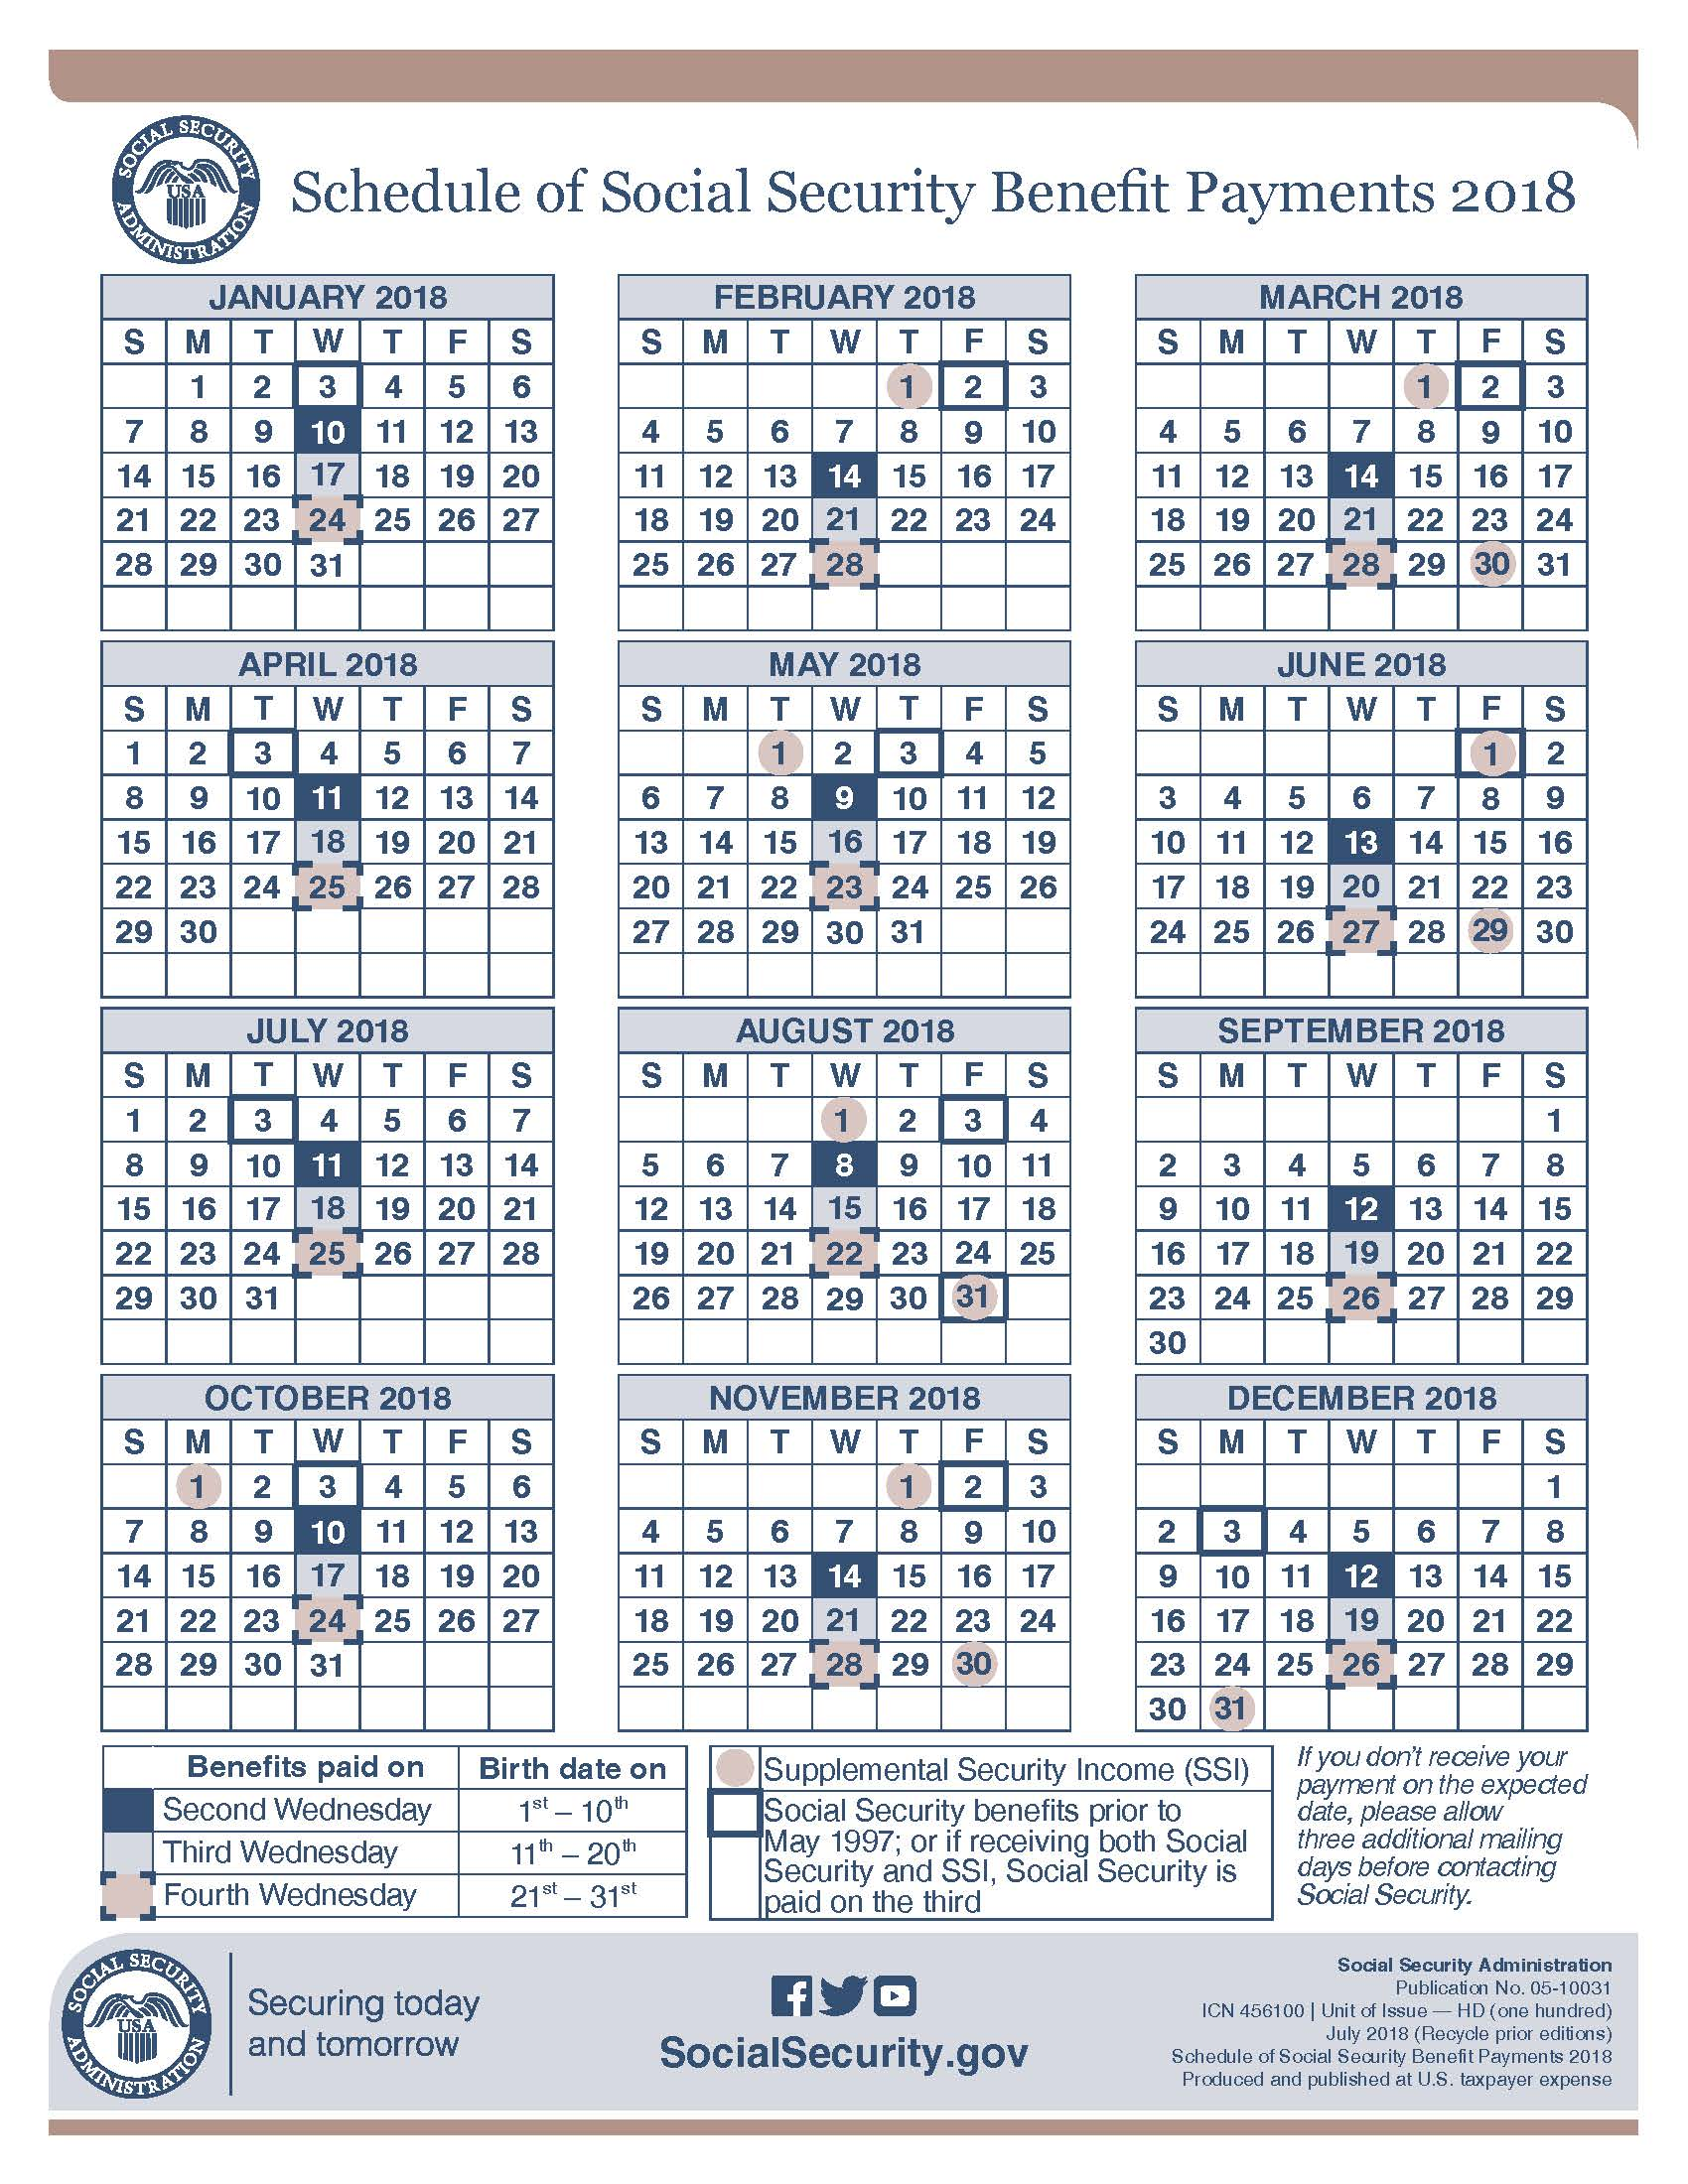 SOCIAL SECURITY ADMINISTRATION
USA
Schedule of Social Security Benefit Payments 2018
JANUARY 2018
S M T W T F S
1 2 3 4 5 6
7 8 9 10 11 12 13
14 15 16 17 18 19 20
21 22 23 24 25 26 27
28 29 30 31
FEBRUARY 2018
S M T W T F S
1 2 3
4 5 6 7 8 9 10
11 12 13 14 15 16 17
18 19 20 21 22 23 24
25 26 27 28
MARCH 2018
S M T W T F S
1 2 3
4 5 6 7 8 9 10
11 12 13 14 15 16 17
18 19 20 21 22 23 24
25 26 27 28 29 30 31
APRIL 2018
S M T W T F S
1 2 3 4 5 6 7
8 9 10 11 12 13 14
15 16 17 18 19 20 21
22 23 24 25 26 27 28
29 30
MAY 2018
S M T W T F S
1 2 3 4 5
6 7 8 9 10 11 12
13 14 15 16 17 18 19
20 21 22 23 24 25 26
27 28 29 30 31
JUNE 2018
S M T W T F S
1 2
3 4 5 6 7 8 9
10 11 12 13 14 15 16
17 18 19 20 21 22 23
24 25 26 27 28 29 30
JULY 2018
S M T W T F S
1 2 3 4 5 6 7
8 9 10 11 12 13 14
15 16 17 18 19 20 21
22 23 24 25 26 27 28
29 30 31
AUGUST 2018
S M T W T F S
1 2 3 4
5 6 7 8 9 10 11
12 13 14 15 16 17 18
19 20 21 22 23 24 25
26 27 28 29 30 31
SEPTEMBER 2018
S M T W T F S
1
2 3 4 5 6 7 8
9 10 11 12 13 14 15
16 17 18 19 20 21 22
23 24 25 26 27 28 29
30
OCTOBER 2018
S M T W T F S
1 2 3 4 5 6
7 8 9 10 11 12 13
14 15 16 17 18 19 20
21 22 23 24 25 26 27
28 29 30 31
NOVEMBER 2018
S M T W T F S
1 2 3
4 5 6 7 8 9 10
11 12 13 14 15 16 17
18 19 20 21 22 23 24
25 26 27 28 29 30
DECEMBER 2018
S M T W T F S
1
2 3 4 5 6 7 8
9 10 11 12 13 14 15
16 17 18 19 20 21 22
23 24 25 26 27 28 29
30 31
Benefits paid on Birth date on
Second Wednesday 1st – 10th
Third Wednesday 11th – 20th
Fourth Wednesday 21st – 31st
Supplemental Security Income (SSI)
Social Security benefits prior to
May 1997; or if receiving both Social
Security and SSI, Social Security is
paid on the third
If you don't receive your
payment on the expected
date, please allow
three additional mailing
days before contacting
Social Security.
SOCIAL SECURITY ADMINISTRATION
USA
Securing today
and tomorrow
SocialSecurity.gov
Social Security Administration
Publication No. 05-10031
ICN 456100 | Unit of Issue — HD (one hundred)
July 2018 (Recycle prior editions)
Schedule of Social Security Benefit Payments 2018
Produced and published at U.S. taxpayer expense